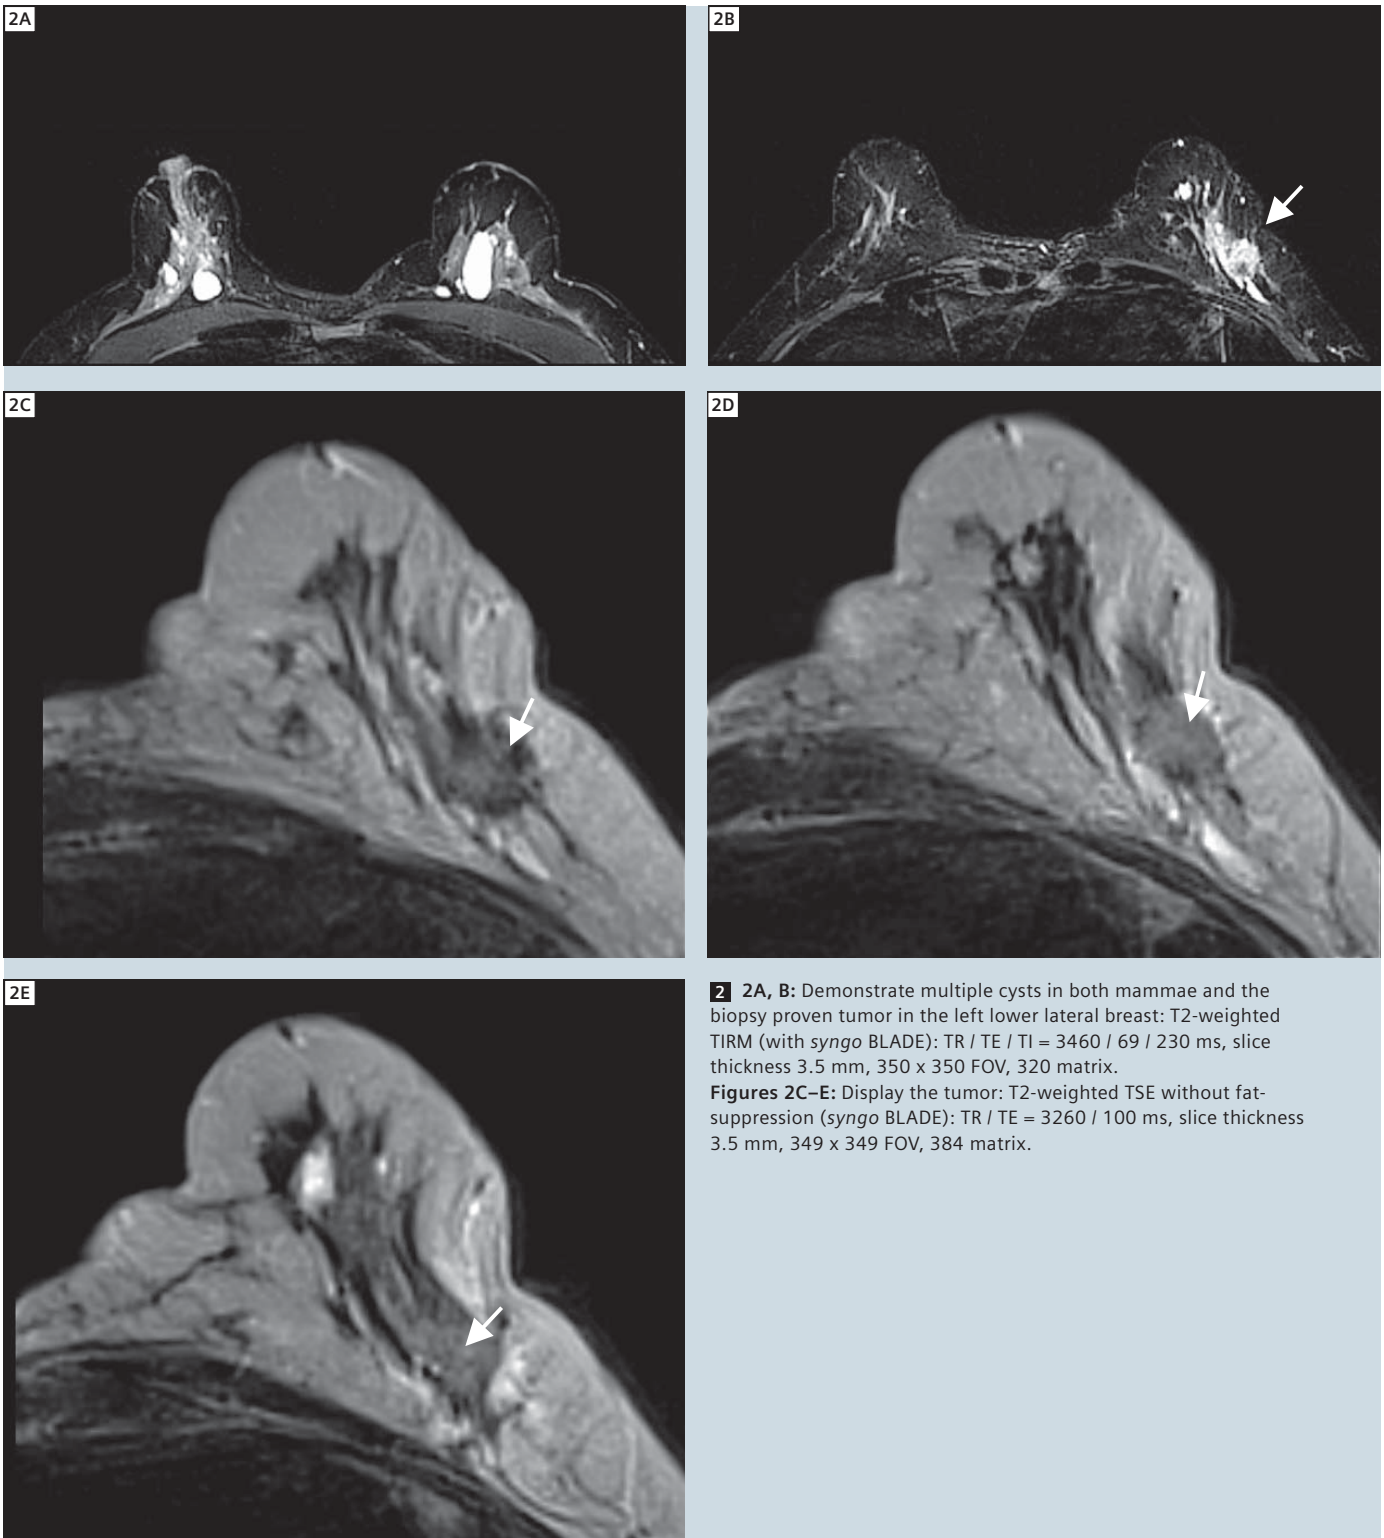 2A
2B
2C
2D
2E
2 2A, B: Demonstrate multiple cysts in both mammae and the
biopsy proven tumor in the left lower lateral breast: T2-weighted
TIRM (with syngo BLADE): TR / TE / TI = 3460 / 69 / 230 ms, slice
thickness 3.5 mm, 350 x 350 FOV, 320 matrix.
Figures 2C–E: Display the tumor: T2-weighted TSE without fat-
suppression (syngo BLADE): TR / TE = 3260 / 100 ms, slice thickness
3.5 mm, 349 x 349 FOV, 384 matrix.